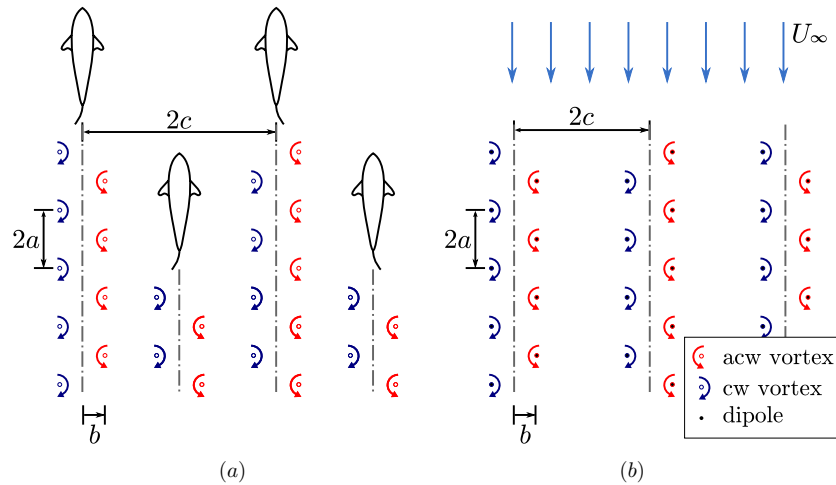 2c
2a
b
(a)
U∞
2c
2a
b
acw vortex
cw vortex
dipole
(b)